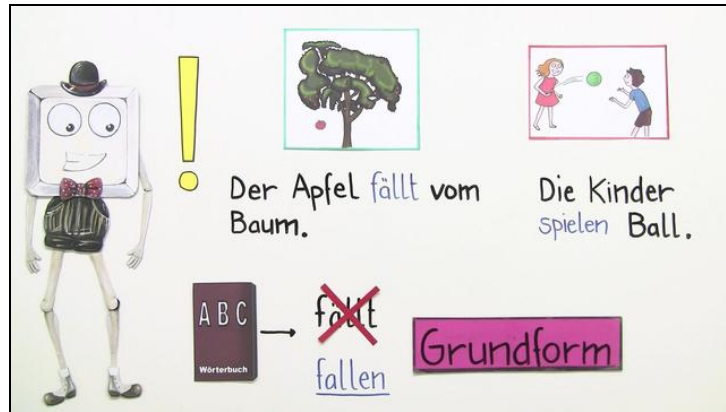 !
Der Apfel fällt vom
Baum.
Die Kinder
spielen Ball.
ABC
Wörterbuch
fällt
fallen
Grundform